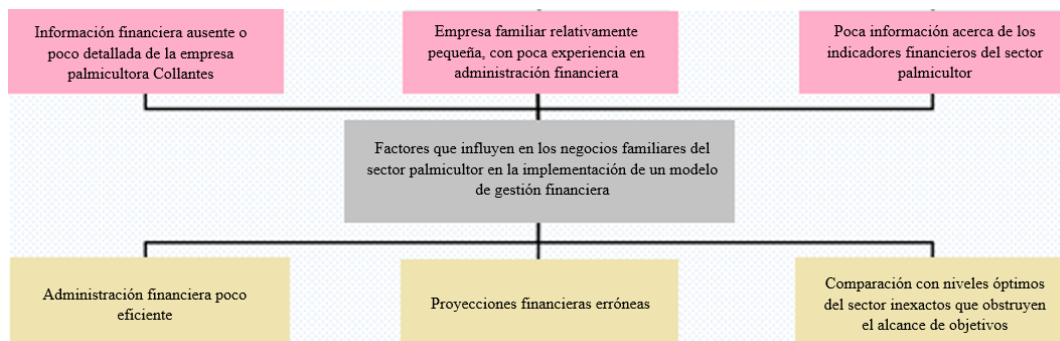 Información financiera ausente o
poco detallada de la empresa
palmicultora Collantes
Empresa familiar relativamente
pequeña, con poca experiencia en
administración financiera
Poca información acerca de los
indicadores financieros del sector
palmicultor
Factores que influyen en los negocios familiares del
sector palmicultor en la implementación de un modelo
de gestión financiera
Administración financiera poco
eficiente
Proyecciones financieras erróneas
Comparación con niveles óptimos
del sector inexactos que obstruyen
el alcance de objetivos